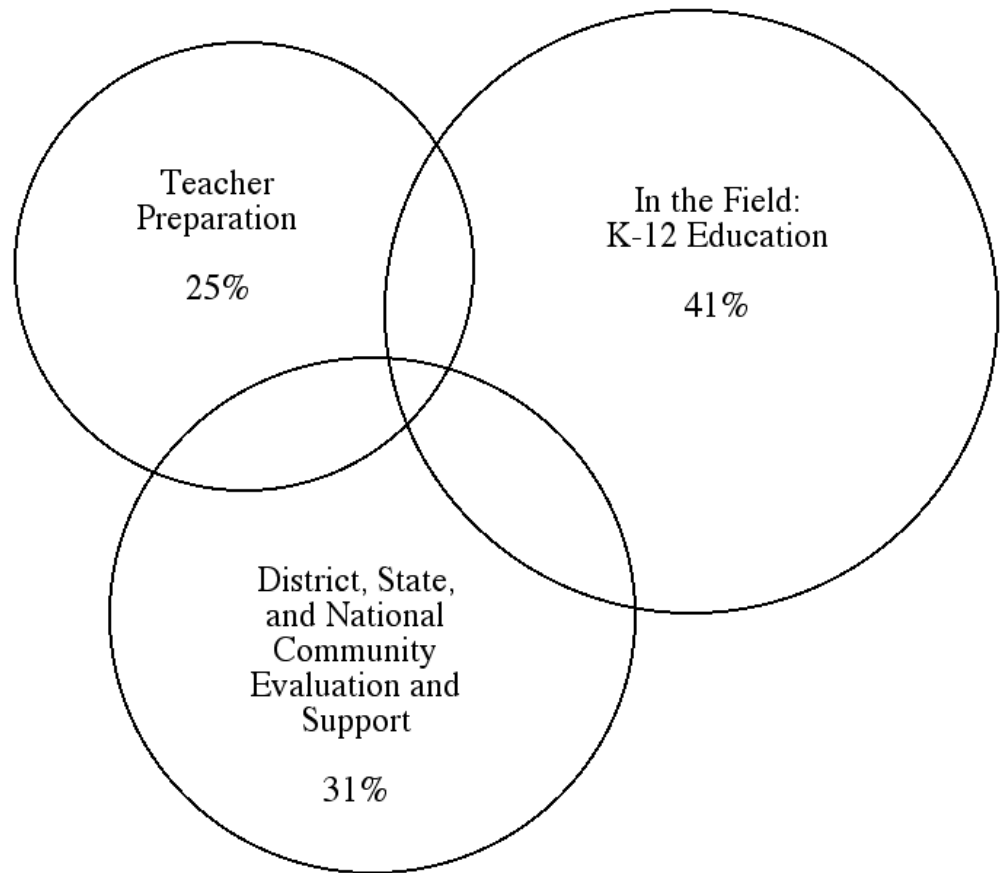 Teacher
Preparation
25%
In the Field:
K-12 Education
41%
District, State,
and National
Community
Evaluation and
Support
31%